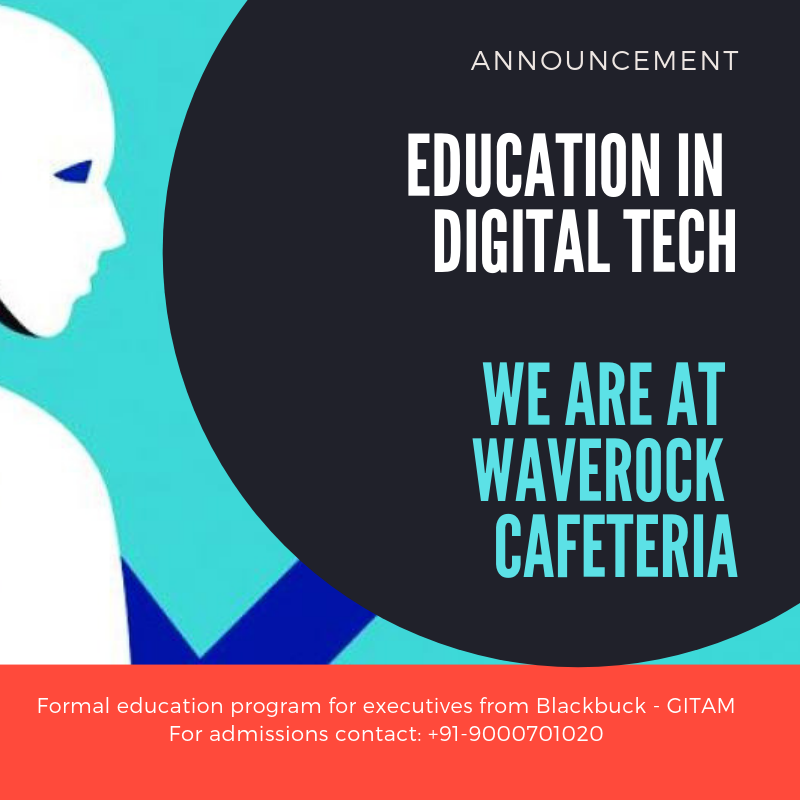 ANNOUNCEMENT
EDUCATION IN
DIGITAL TECH
WE ARE AT
WAVEROCK
CAFETERIA
Formal education program for executives from Blackbuck - GITAM
For admissions contact: +91-9000701020